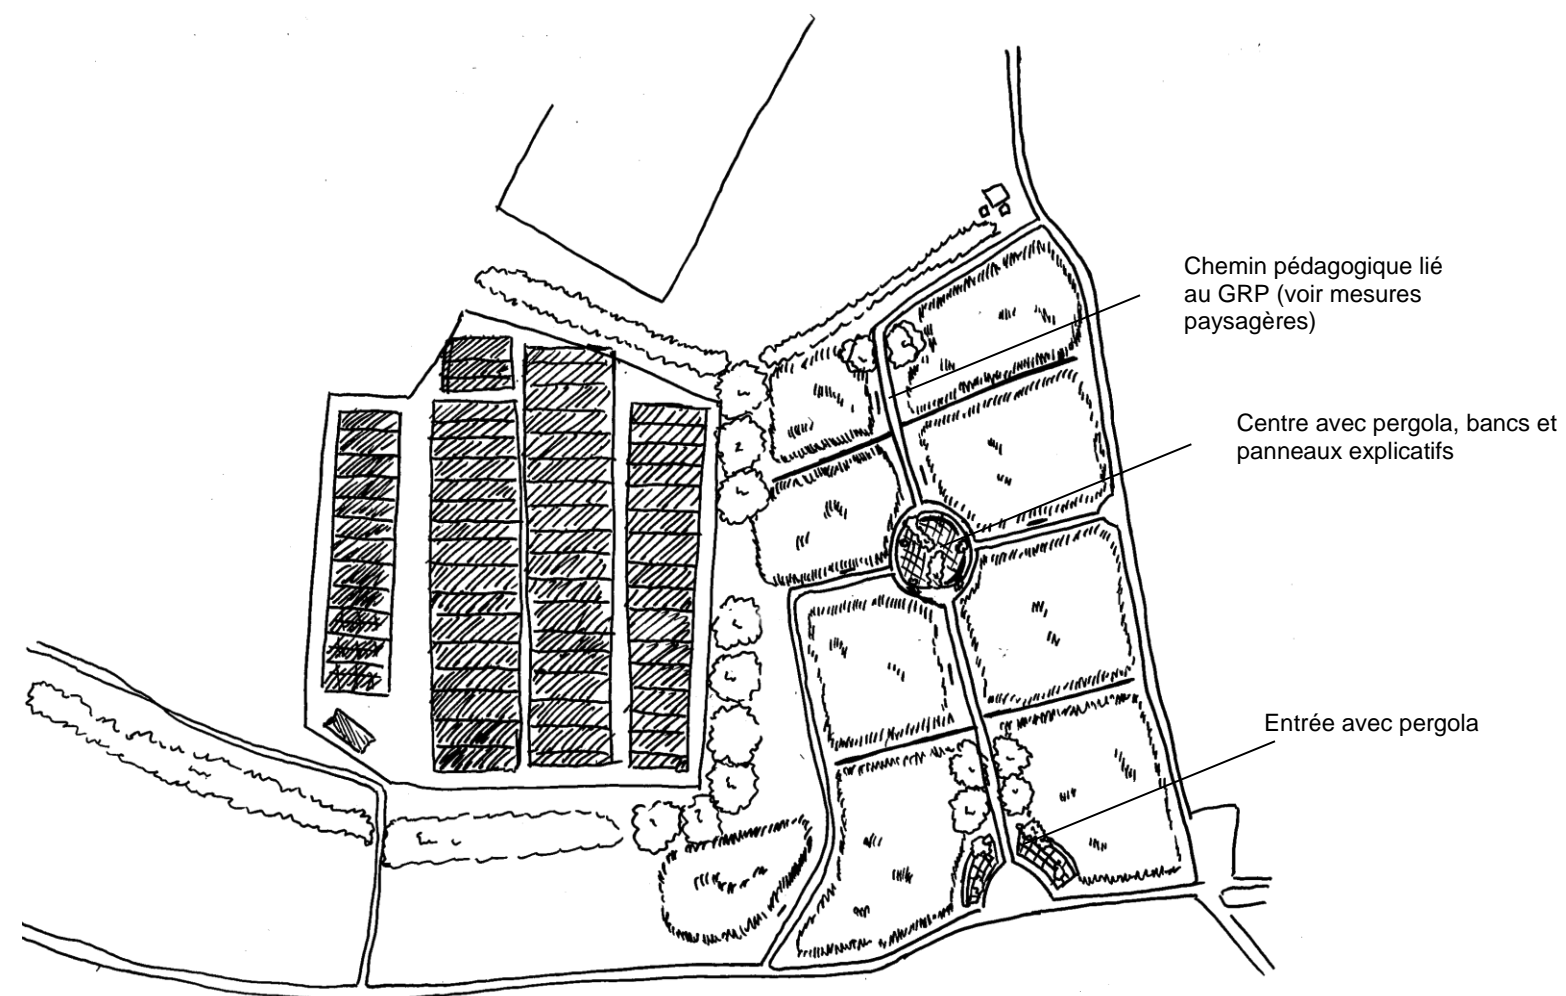 Chemin pédagogique lié
au GRP (voir mesures
paysagères)
Centre avec pergola, bancs et
panneaux explicatifs
Entrée avec pergola